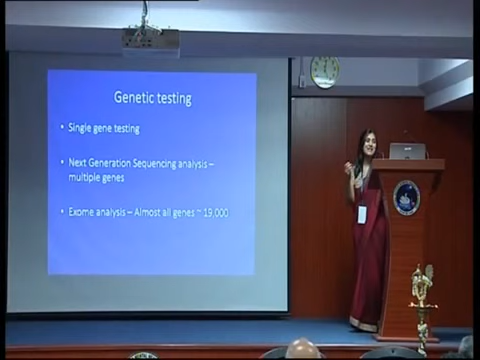 Genetic testing
• Single gene testing
• Next Generation Sequencing analysis –
multiple genes
• Exome analysis – Almost all genes ~ 19,000